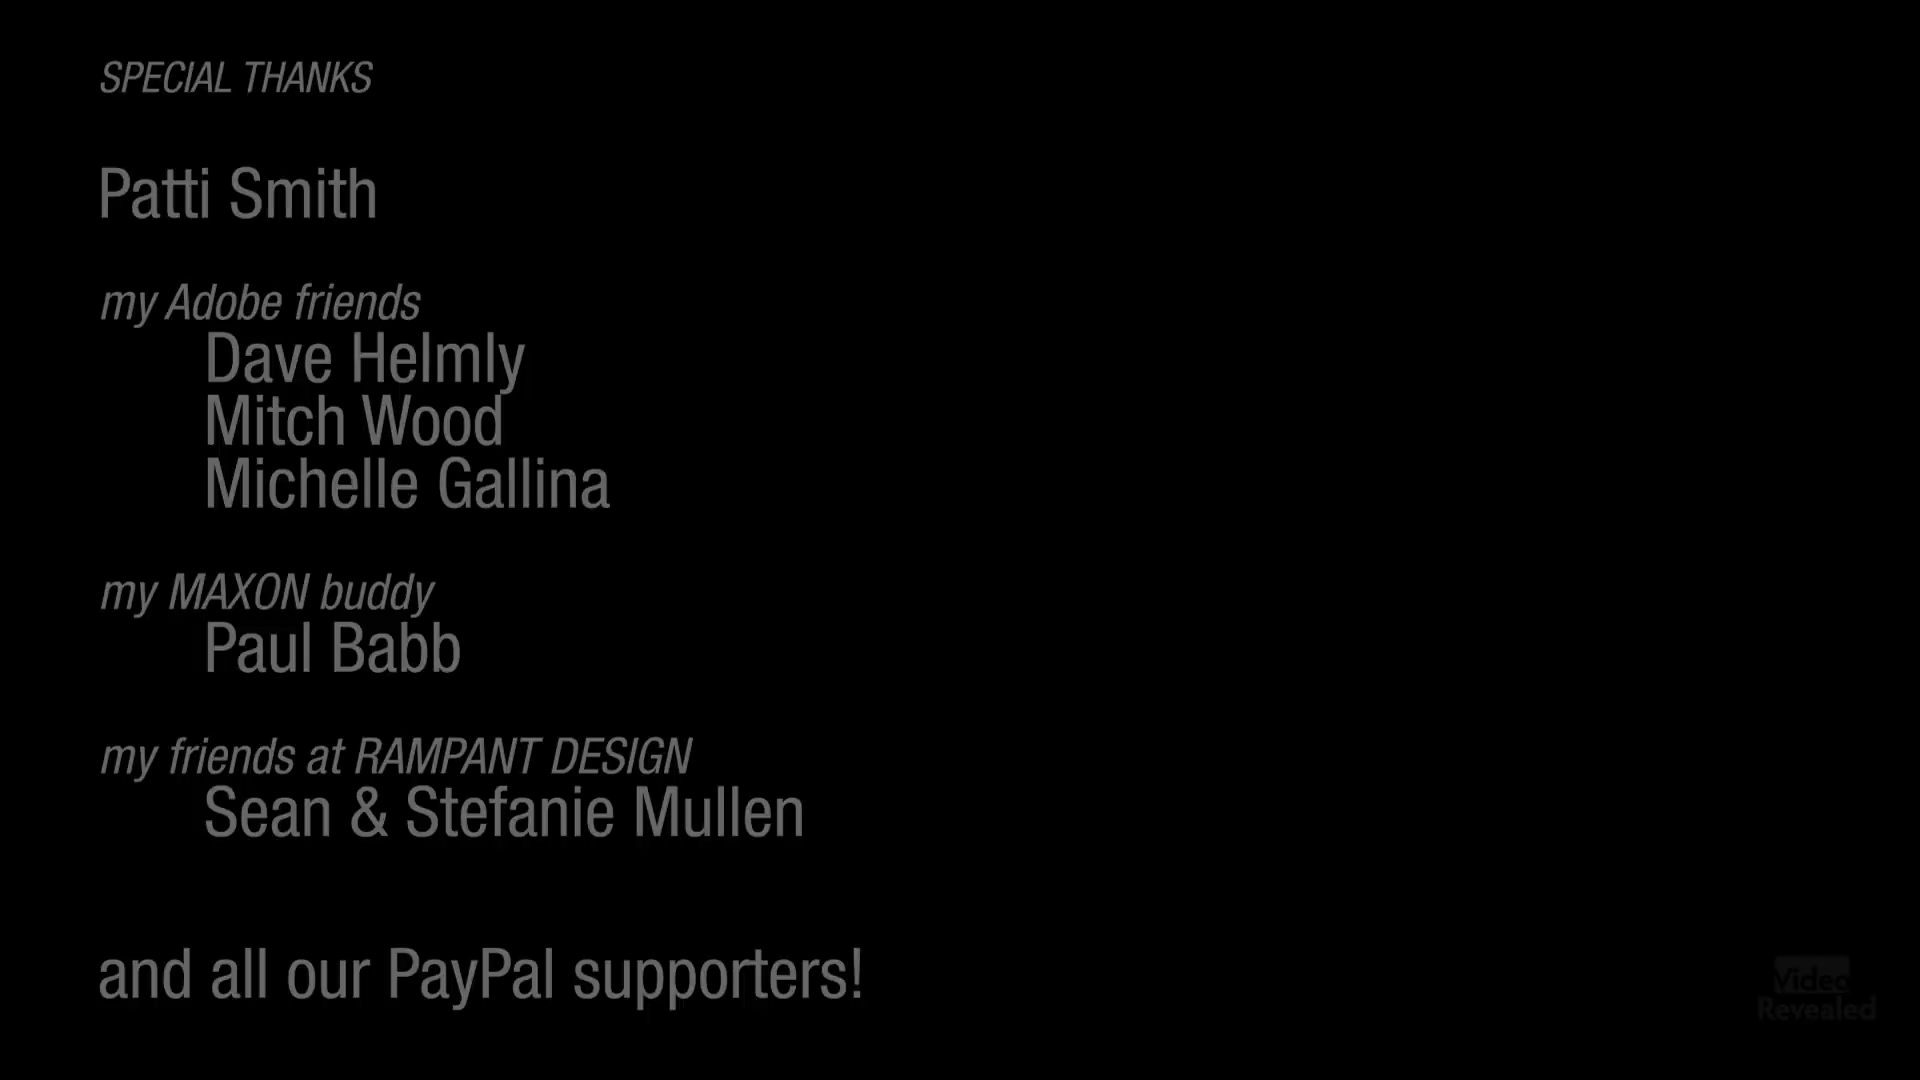 SPECIAL THANKS
Patti Smith
my Adobe friends
Dave Helmly
Mitch Wood
Michelle Gallina
my MAXON buddy
Paul Babb
my friends at RAMPANT DESIGN
Sean & Stefanie Mullen
and all our PayPal supporters!
Video
Revealed